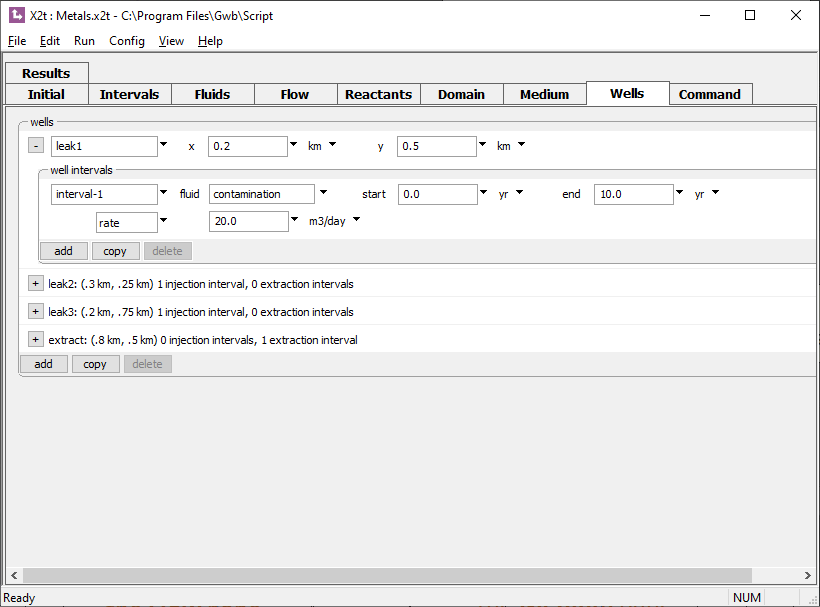 X2t : Metals.x2t - C:\Program Files\Gwb\Script
File Edit Run Config View Help
Results
Initial Intervals Fluids Flow Reactants Domain Medium Wells Command
wells
- leak1 x 0.2 km y 0.5 km
well intervals
interval-1 fluid contamination start 0.0 yr end 10.0 yr
rate 20.0 m3/day
add copy delete
+ leak2: (.3 km, .25 km) 1 injection interval, 0 extraction intervals
+ leak3: (.2 km, .75 km) 1 injection interval, 0 extraction intervals
+ extract: (.8 km, .5 km) 0 injection intervals, 1 extraction interval
add copy delete
Ready NUM